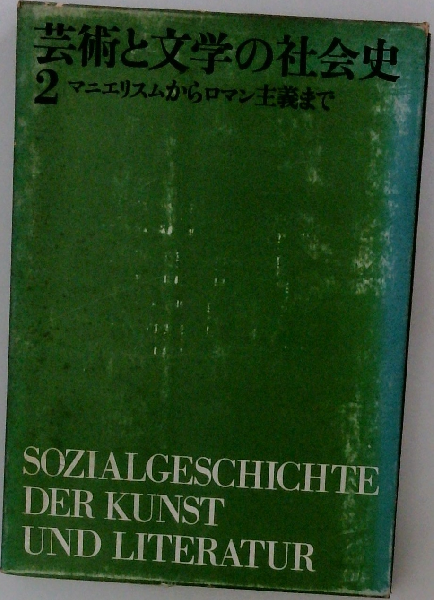 芸術と文学の社会史
2 マニエリスムからロマン主義まで
SOZIALGESCHICHTE
DER KUNST
UND LITERATUR